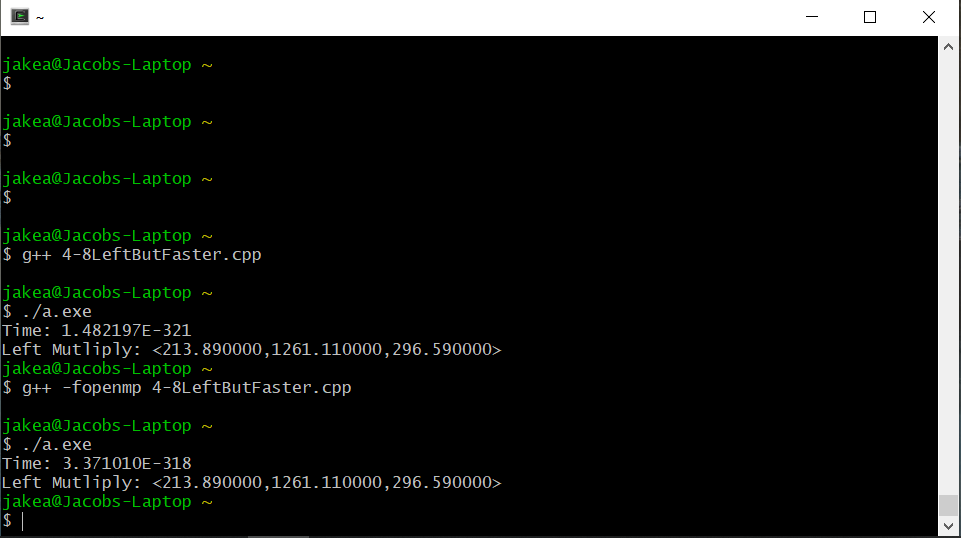 ~
jakea@Jacobs-Laptop ~
$
jakea@Jacobs-Laptop ~
$
jakea@Jacobs-Laptop ~
$
jakea@Jacobs-Laptop ~
$ g++ 4-8LeftButFaster.cpp
jakea@Jacobs-Laptop ~
$ ./a.exe
Time: 1.482197E-321
Left Mutliply: <213.890000,1261.110000,296.590000>
jakea@Jacobs-Laptop ~
$ g++ -fopenmp 4-8LeftButFaster.cpp
jakea@Jacobs-Laptop ~
$ ./a.exe
Time: 3.371010E-318
Left Mutliply: <213.890000,1261.110000,296.590000>
jakea@Jacobs-Laptop ~
$